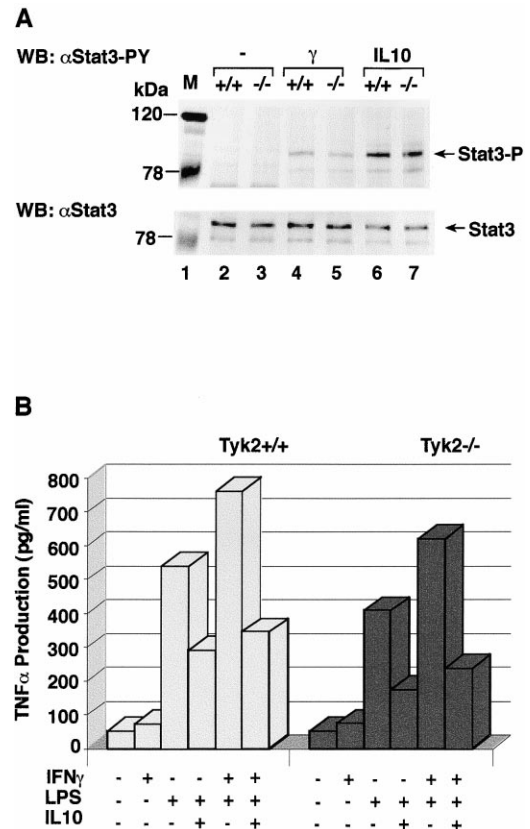 A
WB: αStat3-PY
- γ IL10
M +/+ -/- +/+ -/- +/+ -/-
kDa
120
Stat3-P
78
WB: αStat3
78
Stat3
1 2 3 4 5 6 7
B
Tyk2+/+ Tyk2-/-
TNFα Production (pg/ml)
800
700
600
500
400
300
200
100
0
IFNγ - + - - + + - + - - + +
LPS - - + + + + - - + + + +
IL10 - - - + - + - - - + - +